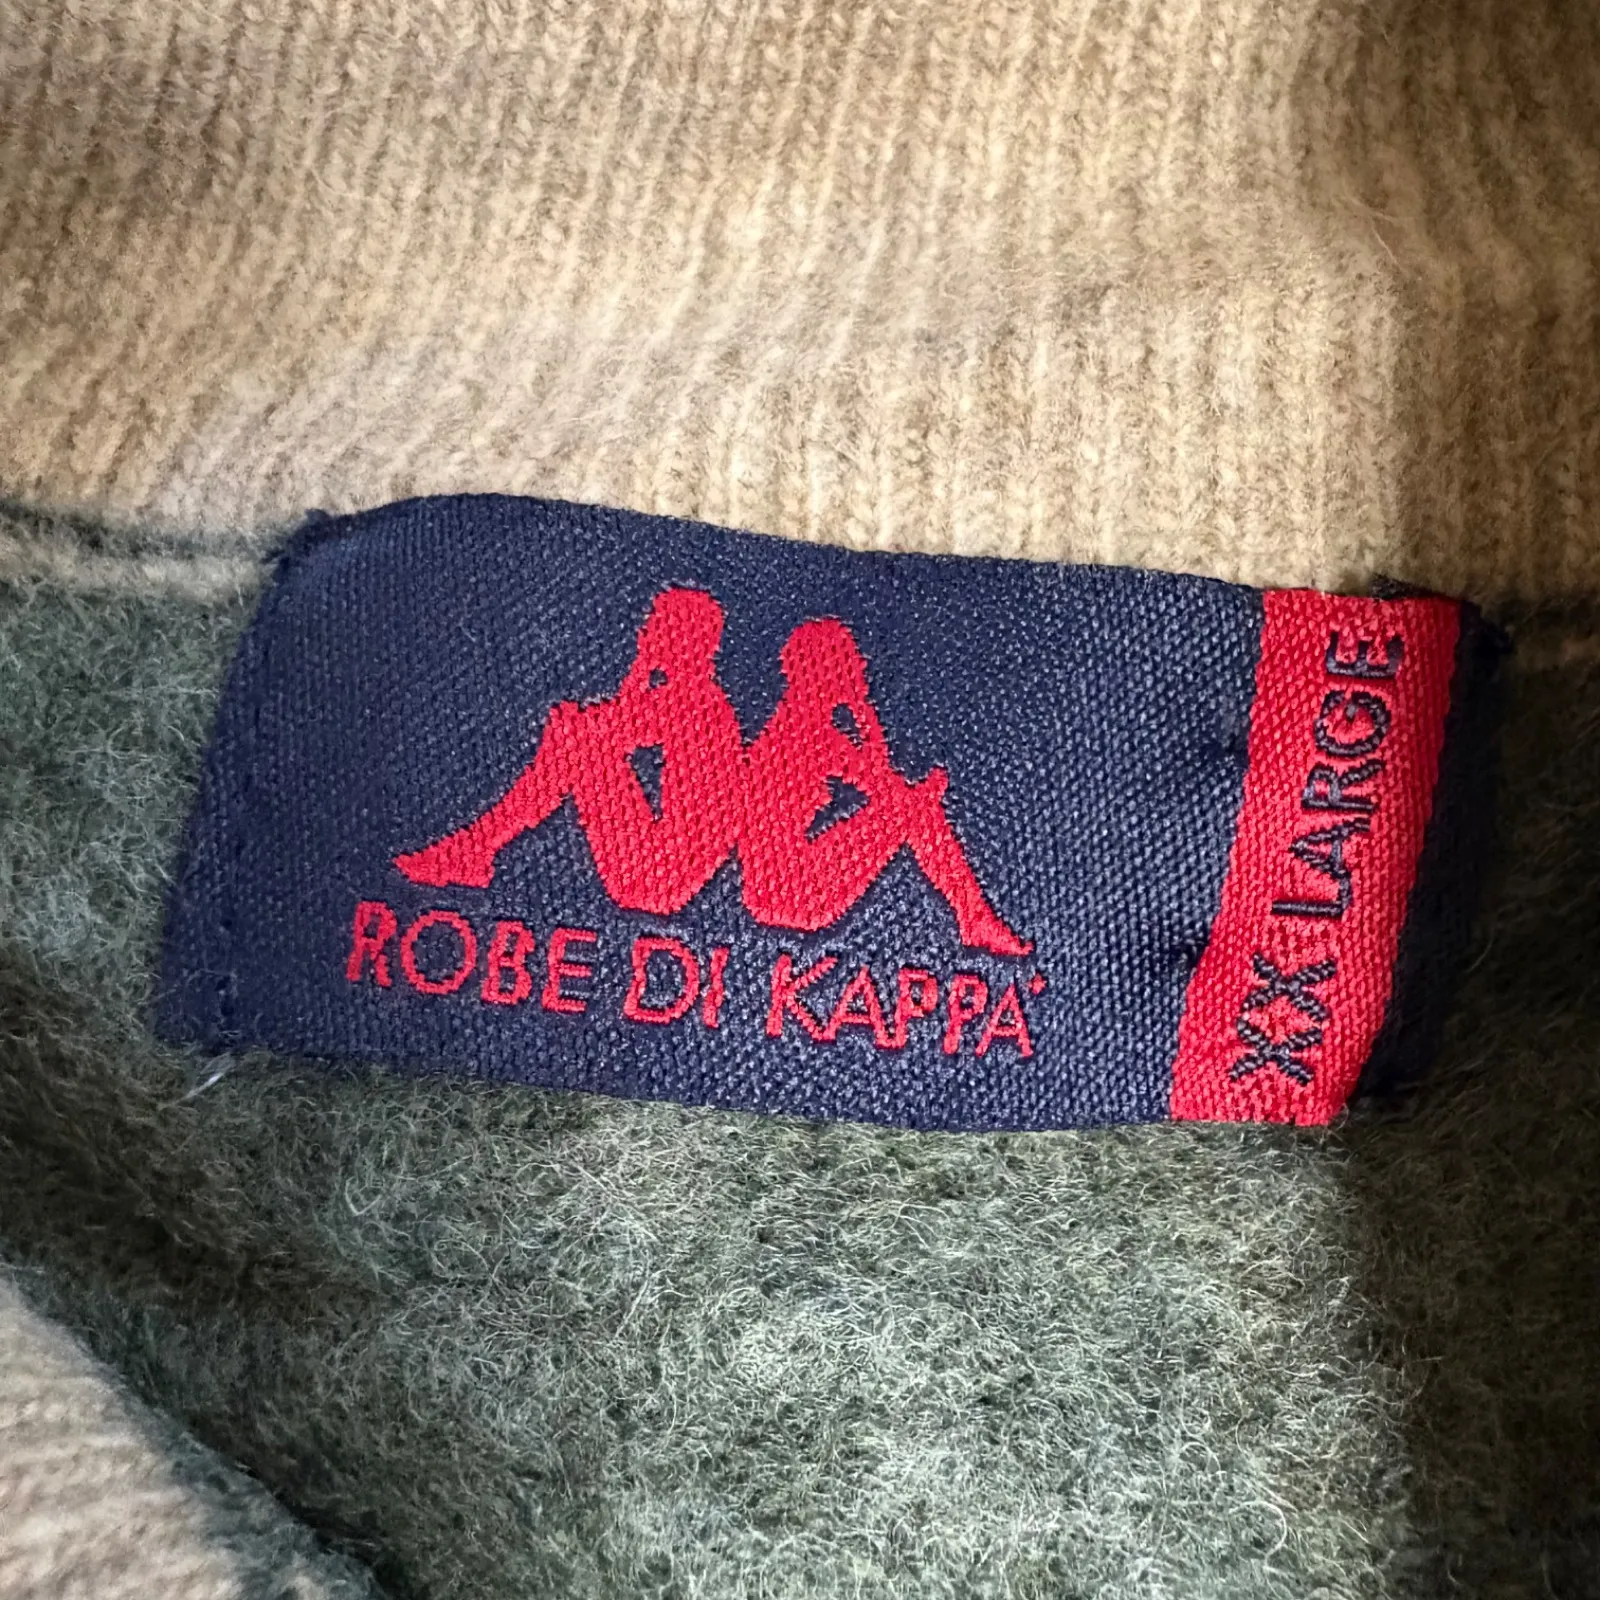 ROBE DI KAPPA
XX LARGE